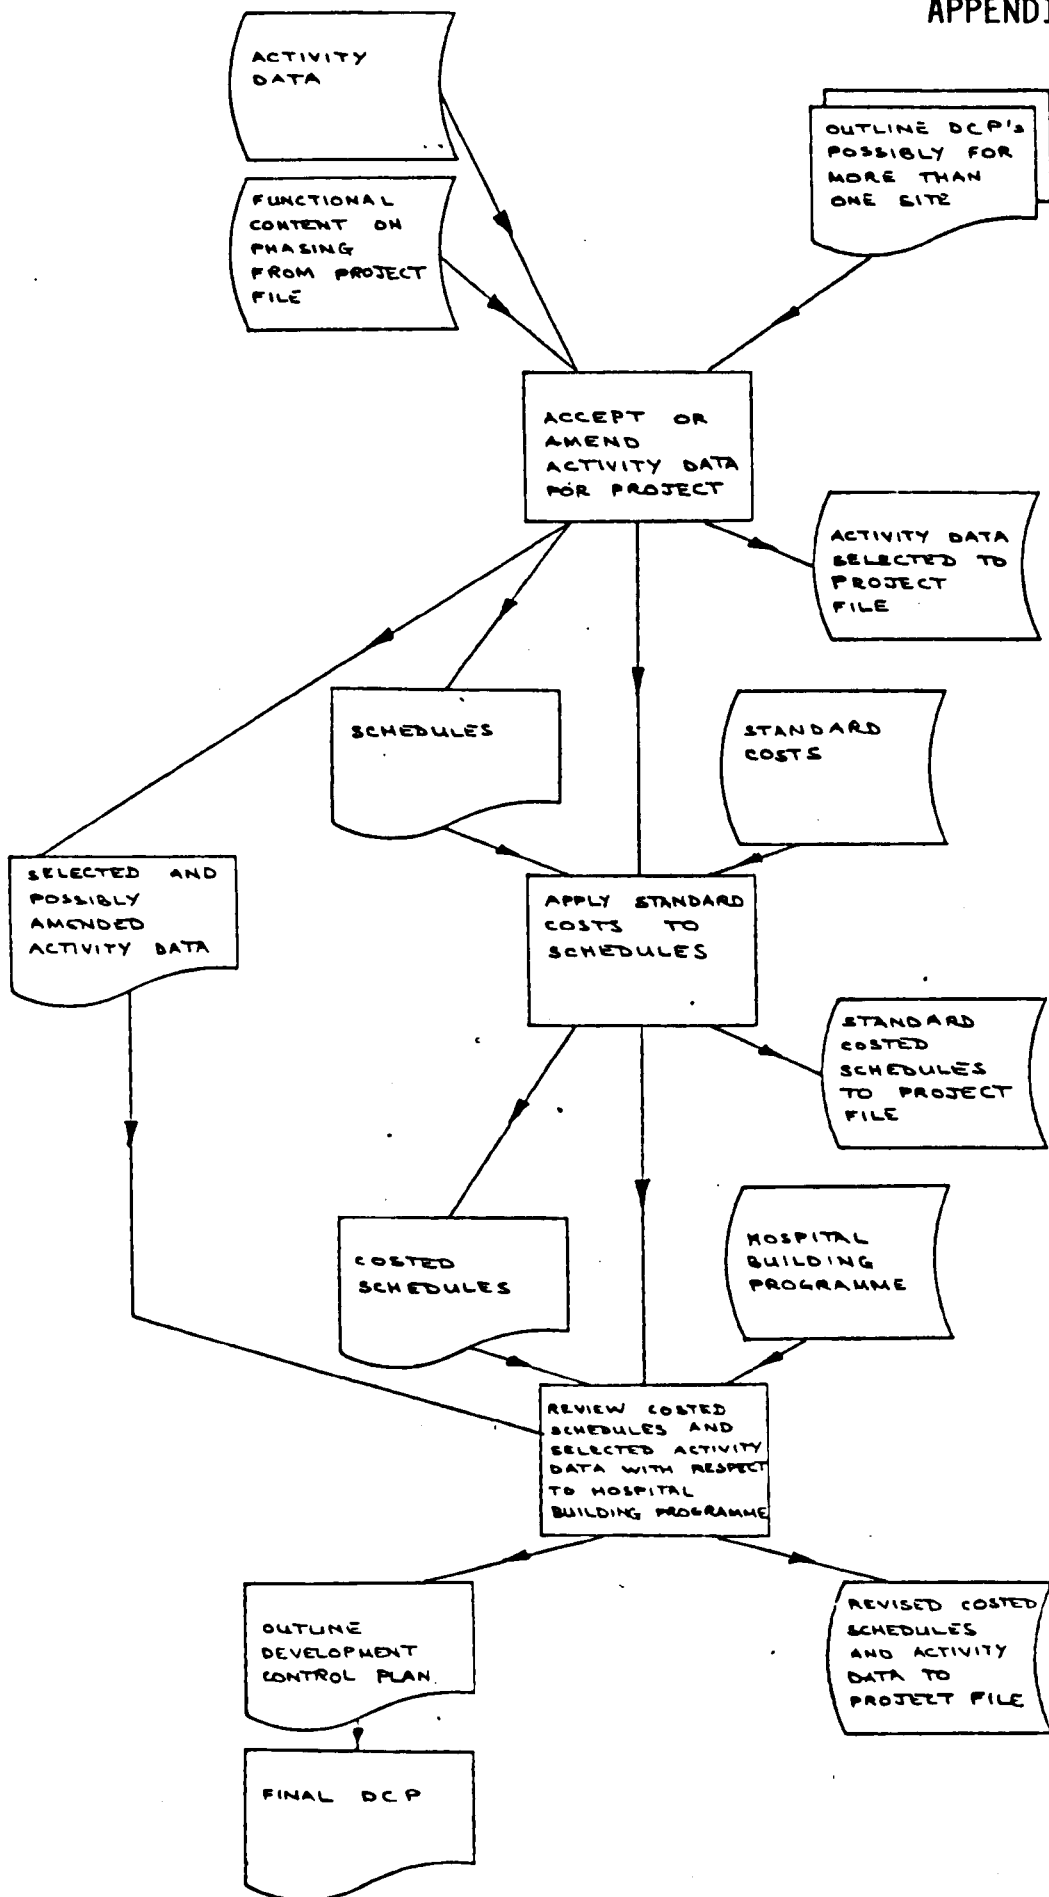 APPENDI
ACTIVITY
DATA
OUTLINE DCP's
POSSIBLY FOR
MORE THAN
ONE SITE
FUNCTIONAL
CONTENT ON
PHASING
FROM PROJECT
FILE
ACCEPT OR
AMEND
ACTIVITY DATA
FOR PROJECT
ACTIVITY DATA
SELECTED TO
PROJECT
FILE
SCHEDULES
STANDARD
COSTS
SELECTED AND
POSSIBLY
AMENDED
ACTIVITY DATA
APPLY STANDARD
COSTS TO
SCHEDULES
STANDARD
COSTED
SCHEDULES
TO PROJECT
FILE
COSTED
SCHEDULES
HOSPITAL
BUILDING
PROGRAMME
REVIEW COSTED
SCHEDULES AND
SELECTED ACTIVITY
DATA WITH RESPECT
TO HOSPITAL
BUILDING PROGRAMME
OUTLINE
DEVELOPMENT
CONTROL PLAN
REVISED COSTED
SCHEDULES
AND ACTIVITY
DATA TO
PROJECT FILE
FINAL DCP